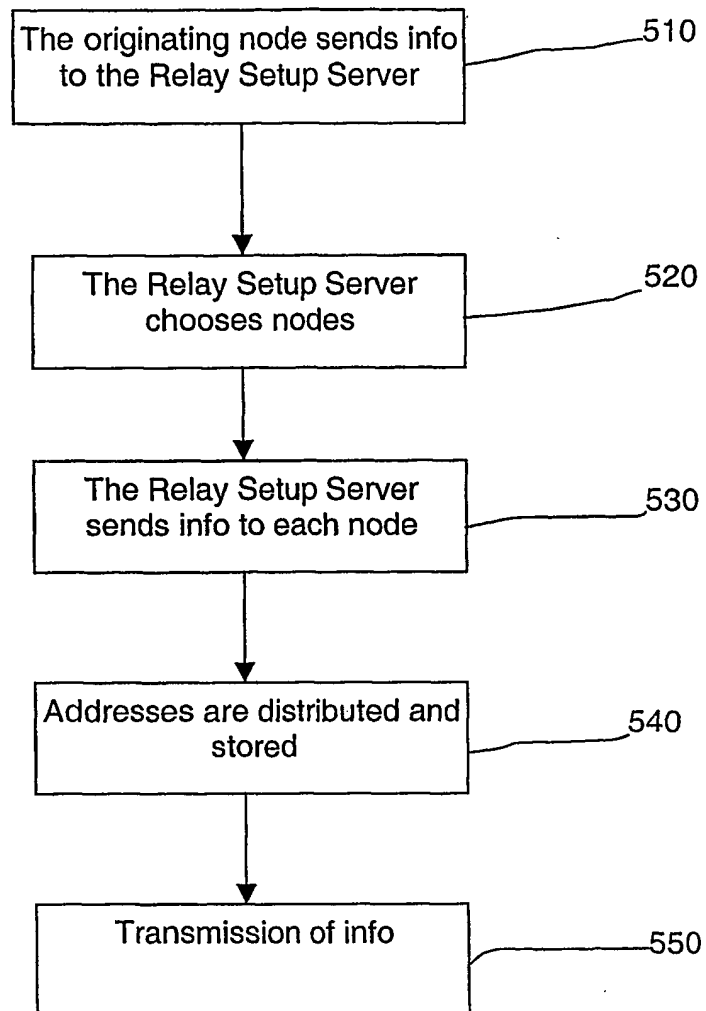 The originating node sends info
to the Relay Setup Server
510
The Relay Setup Server
chooses nodes
520
The Relay Setup Server
sends info to each node
530
Addresses are distributed and
stored
540
Transmission of info
550